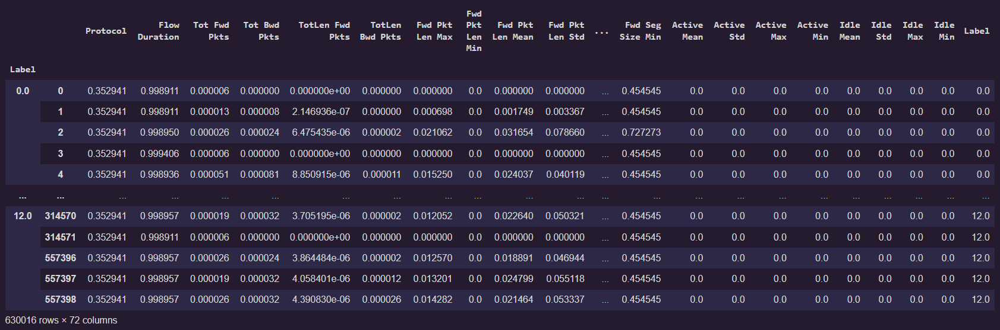 Protocol Flow Duration Tot Fwd Pkts Tot Bwd Pkts TotLen Fwd Pkts TotLen Bwd Pkts Fwd Pkt Len Max Fwd Pkt Len Min Fwd Pkt Len Mean Fwd Pkt Len Std ... Fwd Seg Size Min Active Mean Active Std Active Max Active Min Idle Mean Idle Std Idle Max Idle Min Label
Label
0.0 0 0.352941 0.998911 0.000006 0.000000 0.000000e+00 0.000000 0.000000 0.0 0.000000 0.000000 ... 0.454545 0.0 0.0 0.0 0.0 0.0 0.0 0.0 0.0 0.0
1 0.352941 0.998911 0.000013 0.000008 2.146936e-07 0.000000 0.000698 0.0 0.001749 0.003367 ... 0.454545 0.0 0.0 0.0 0.0 0.0 0.0 0.0 0.0 0.0
2 0.352941 0.998950 0.000026 0.000024 6.475435e-06 0.000002 0.021062 0.0 0.031654 0.078660 ... 0.727273 0.0 0.0 0.0 0.0 0.0 0.0 0.0 0.0 0.0
3 0.352941 0.999406 0.000006 0.000000 0.000000e+00 0.000000 0.000000 0.0 0.000000 0.000000 ... 0.454545 0.0 0.0 0.0 0.0 0.0 0.0 0.0 0.0 0.0
4 0.352941 0.998936 0.000051 0.000081 8.850915e-06 0.000011 0.015250 0.0 0.024037 0.040119 ... 0.454545 0.0 0.0 0.0 0.0 0.0 0.0 0.0 0.0 0.0
... ... ... ... ... ... ... ... ... ... ... ... ... ... ... ... ... ... ... ... ... ... ...
12.0 314570 0.352941 0.998957 0.000019 0.000032 3.705195e-06 0.000002 0.012052 0.0 0.022640 0.050321 ... 0.454545 0.0 0.0 0.0 0.0 0.0 0.0 0.0 0.0 12.0
314571 0.352941 0.998911 0.000006 0.000000 0.000000e+00 0.000000 0.000000 0.0 0.000000 0.000000 ... 0.454545 0.0 0.0 0.0 0.0 0.0 0.0 0.0 0.0 12.0
557396 0.352941 0.998957 0.000026 0.000024 3.864484e-06 0.000002 0.012570 0.0 0.018891 0.046944 ... 0.454545 0.0 0.0 0.0 0.0 0.0 0.0 0.0 0.0 12.0
557397 0.352941 0.998957 0.000019 0.000032 4.058401e-06 0.000012 0.013201 0.0 0.024799 0.055118 ... 0.454545 0.0 0.0 0.0 0.0 0.0 0.0 0.0 0.0 12.0
557398 0.352941 0.998957 0.000026 0.000032 4.390830e-06 0.000026 0.014282 0.0 0.021464 0.053337 ... 0.454545 0.0 0.0 0.0 0.0 0.0 0.0 0.0 0.0 12.0
630016 rows × 72 columns